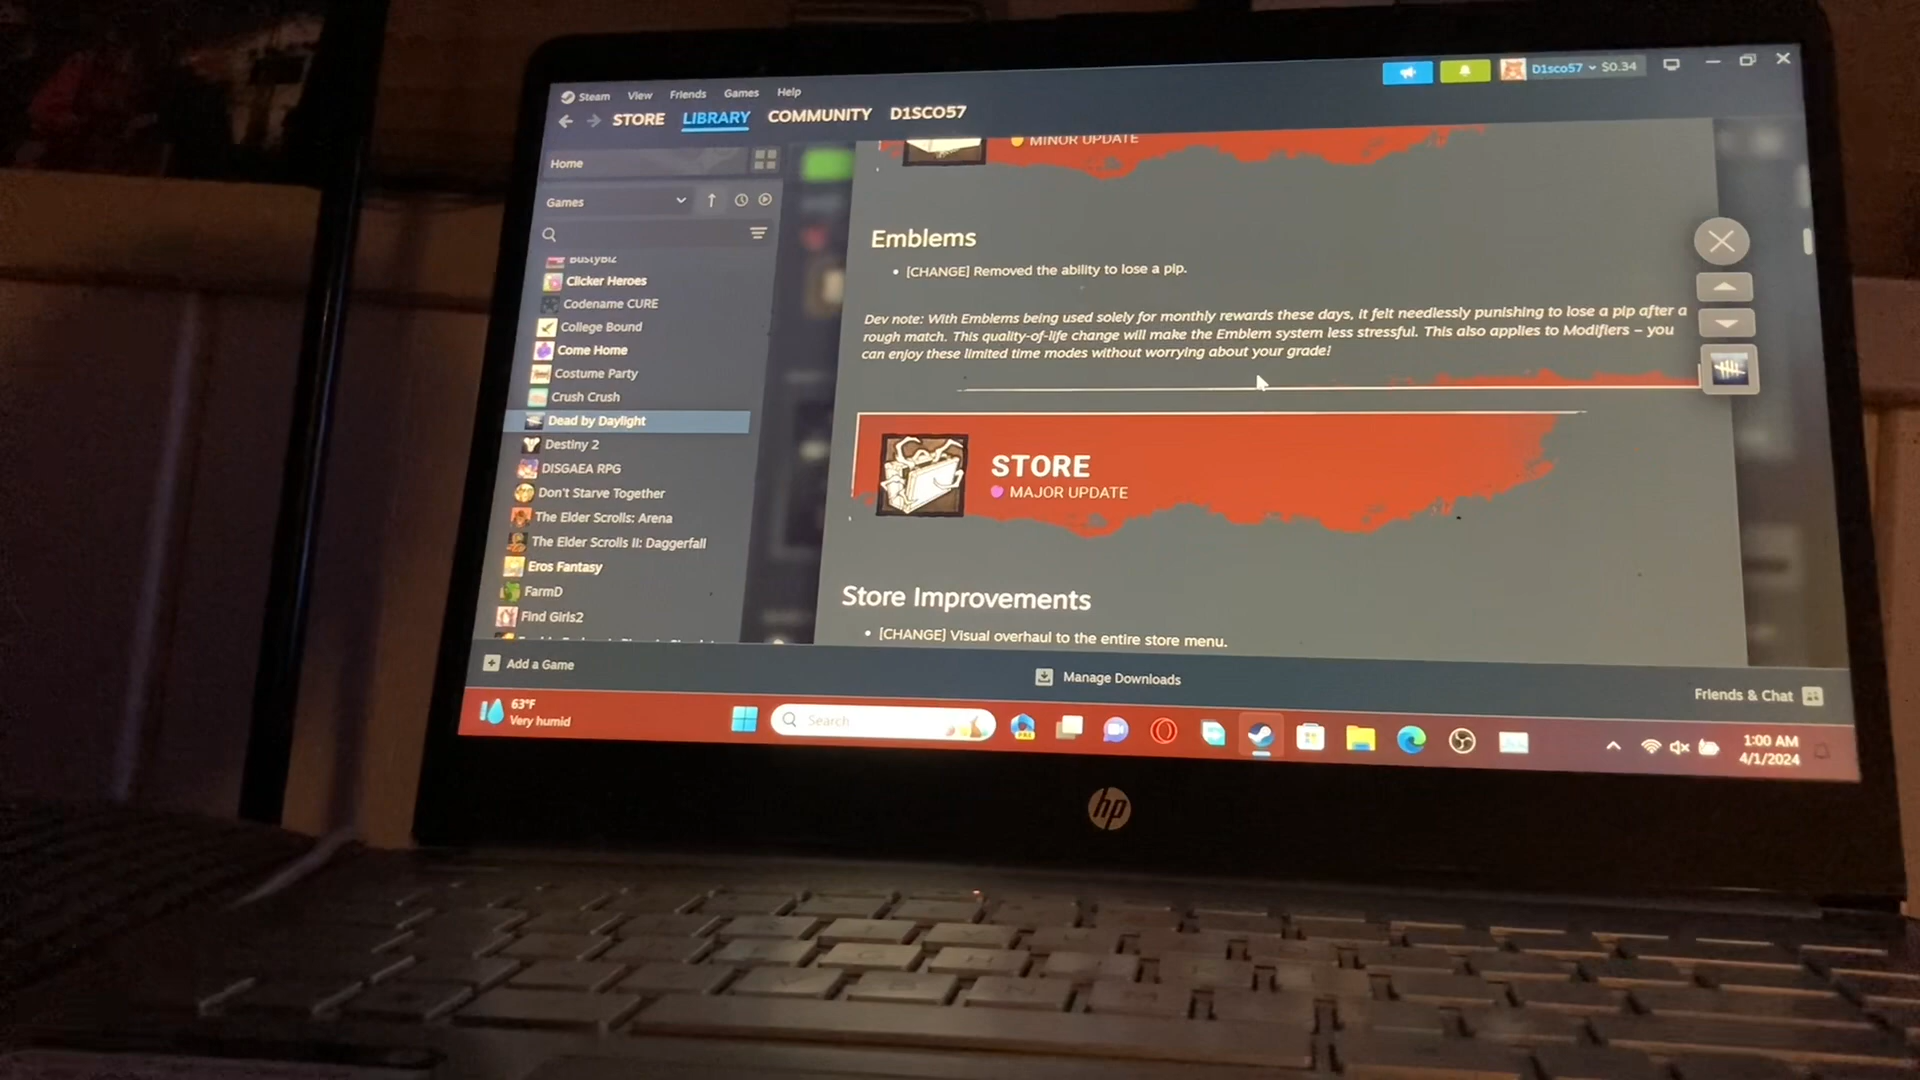 Steam View Friends Games Help
D1sco57 $0.34
STORE LIBRARY COMMUNITY D1SCO57
Home
Games
BustyBiz
Clicker Heroes
Codename CURE
College Bound
Come Home
Costume Party
Crush Crush
Dead by Daylight
Destiny 2
DISGAEA RPG
Don't Starve Together
The Elder Scrolls: Arena
The Elder Scrolls II: Daggerfall
Eros Fantasy
FarmD
Find Girls2
MINOR UPDATE
Emblems
• [CHANGE] Removed the ability to lose a pip.
Dev note: With Emblems being used solely for monthly rewards these days, it felt needlessly punishing to lose a pip after a
rough match. This quality-of-life change will make the Emblem system less stressful. This also applies to Modifiers – you
can enjoy these limited time modes without worrying about your grade!
STORE
MAJOR UPDATE
Store Improvements
• [CHANGE] Visual overhaul to the entire store menu.
Add a Game
Manage Downloads
Friends & Chat
63°F
Very humid
Search
1:00 AM
4/1/2024
hp